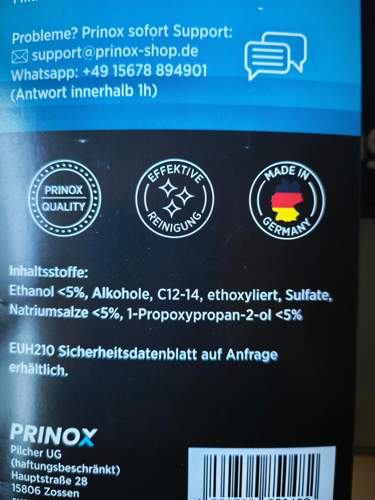 Probleme? Prinox sofort Support:
support@prinox-shop.de
Whatsapp: +49 15678 894901
(Antwort innerhalb 1h)
PRINOX
QUALITY
EFFEKTIVE
REINIGUNG
MADE IN
GERMANY
Inhaltsstoffe:
Ethanol <5%, Alkohole, C12-14, ethoxyliert, Sulfate,
Natriumsalze <5%, 1-Propoxypropan-2-ol <5%
EUH210 Sicherheitsdatenblatt auf Anfrage
erhältlich.
PRINOX
Pilcher UG
(haftungsbeschränkt)
Hauptstraße 28
15806 Zossen